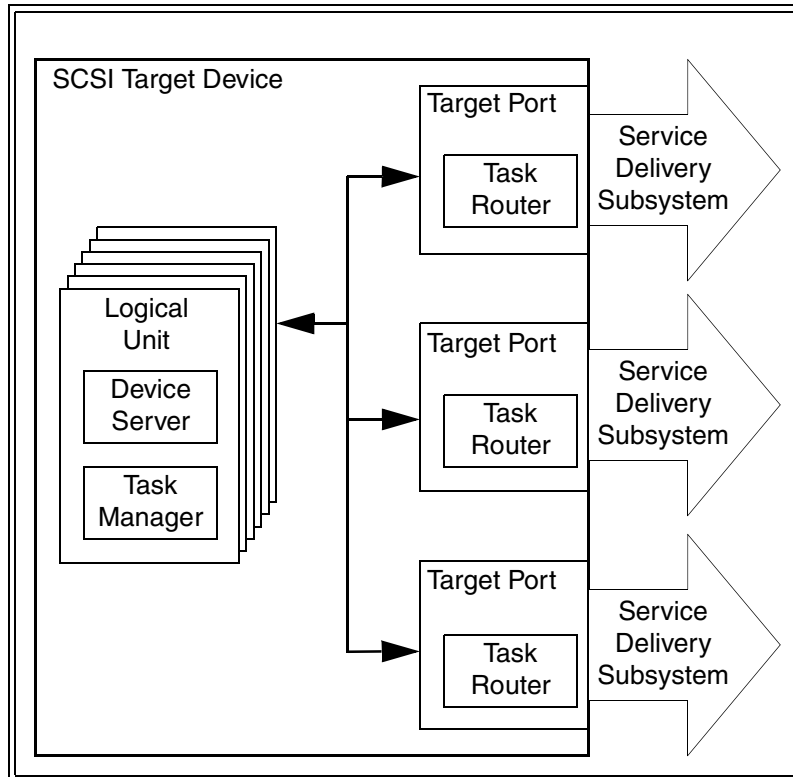 SCSI Target Device
Target Port
Task
Router
Service
Delivery
Subsystem
Logical
Unit
Device
Server
Task
Manager
Target Port
Task
Router
Service
Delivery
Subsystem
Target Port
Task
Router
Service
Delivery
Subsystem